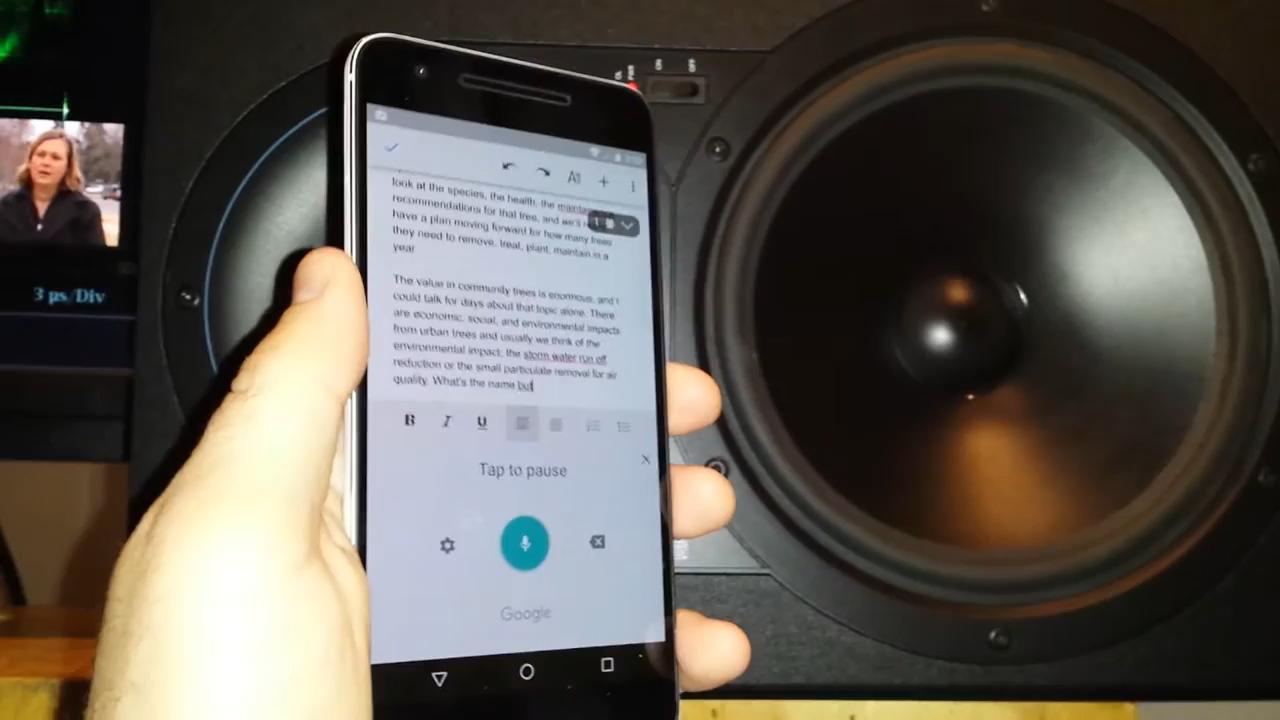 PWR
ON
OFF
A
look at the species, the health, the
recommendations for that tree, and we'll
have a plan moving forward for how many trees
they need to remove, treat, plant, maintain in a
year
The value in community trees is enormous, and I
could talk for days about that topic alone. There
are economic, social, and environmental impacts
from urban trees and usually we think of the
environmental impact; the storm water run off
reduction or the small particulate removal for air
quality. What's the name but
3 µs/Div
B I U
Tap to pause
Google